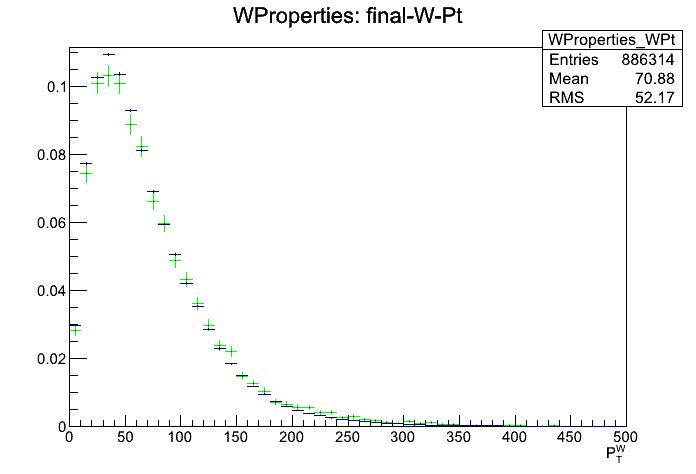 WProperties: final-W-Pt
WProperties_WPt
Entries 886314
Mean 70.88
RMS 52.17
0.1
0.08
0.06
0.04
0.02
0
0 50 100 150 200 250 300 350 400 450 500
P_T^W